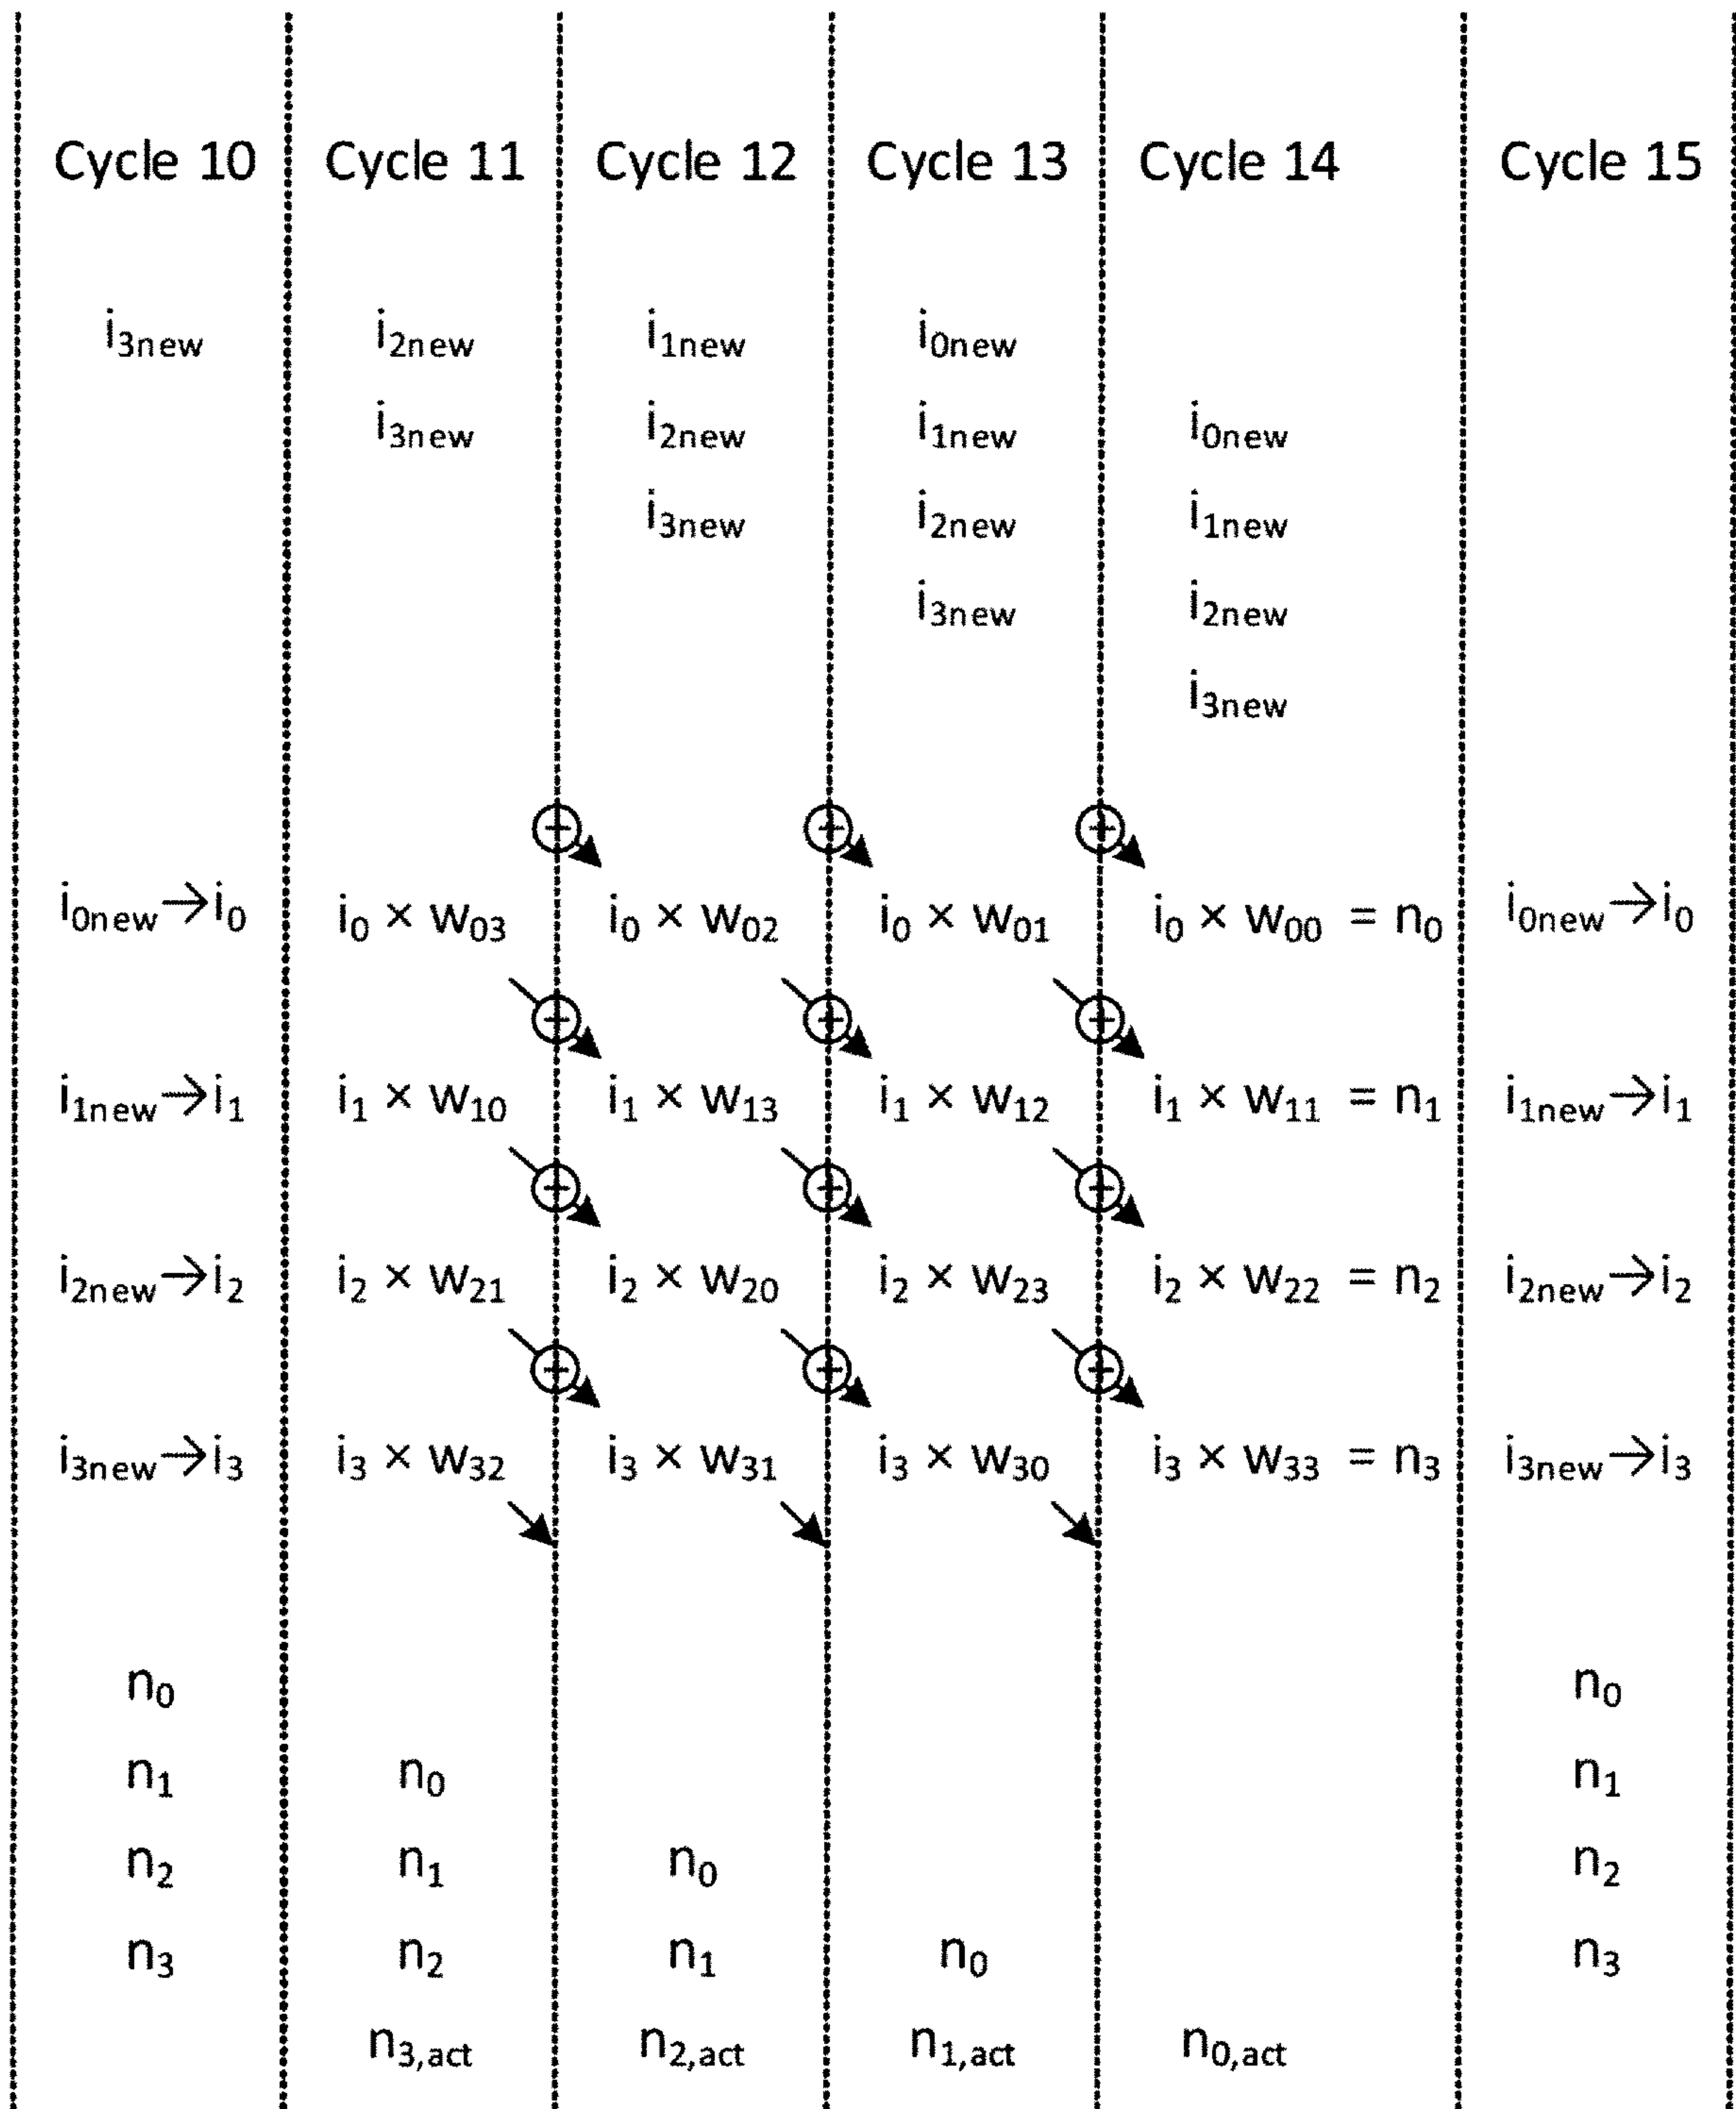 Cycle 10 Cycle 11 Cycle 12 Cycle 13 Cycle 14 Cycle 15
i₃new i₂new i₁new i₀new
i₃new i₂new i₁new i₀new
i₃new i₂new i₁new
i₃new i₂new
i₃new
i₀new→i₀ i₀ × w₀₃ i₀ × w₀₂ i₀ × w₀₁ i₀ × w₀₀ = n₀ i₀new→i₀
i₁new→i₁ i₁ × w₁₀ i₁ × w₁₃ i₁ × w₁₂ i₁ × w₁₁ = n₁ i₁new→i₁
i₂new→i₂ i₂ × w₂₁ i₂ × w₂₀ i₂ × w₂₃ i₂ × w₂₂ = n₂ i₂new→i₂
i₃new→i₃ i₃ × w₃₂ i₃ × w₃₁ i₃ × w₃₀ i₃ × w₃₃ = n₃ i₃new→i₃
n₀ n₀
n₁ n₀ n₁
n₂ n₁ n₀ n₂
n₃ n₂ n₁ n₀ n₃
n₃,act n₂,act n₁,act n₀,act